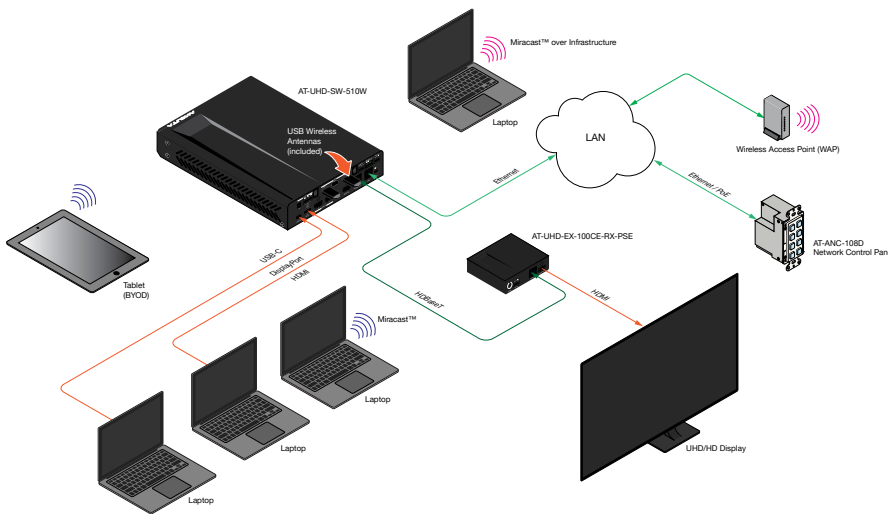 Miracast™ over Infrastructure
AT-UHD-SW-510W
USB Wireless
Antennas
(included)
Laptop
LAN
Wireless Access Point (WAP)
Ethernet
Ethernet / PoE
AT-UHD-EX-100CE-RX-PSE
AT-ANC-108D
Network Control Pan
Tablet
(BYOD)
USB-C
DisplayPort
HDMI
HDBaseT
HDMI
Miracast™
Laptop
Laptop
Laptop
UHD/HD Display